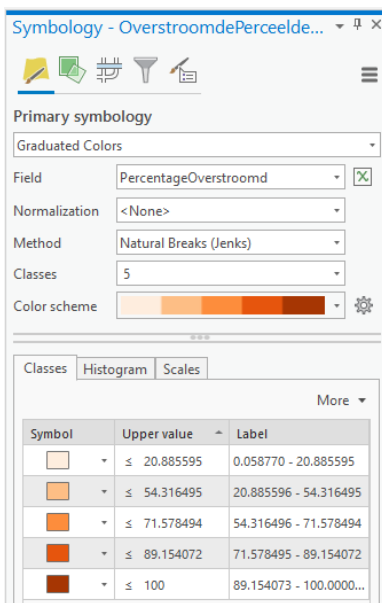 Symbology - OverstroomdePerceelde...
Primary symbology
Graduated Colors
Field PercentageOverstroomd
Normalization <None>
Method Natural Breaks (Jenks)
Classes 5
Color scheme
Classes Histogram Scales
More
Symbol Upper value Label
≤ 20.885595 0.058770 - 20.885595
≤ 54.316495 20.885596 - 54.316495
≤ 71.578494 54.316496 - 71.578494
≤ 89.154072 71.578495 - 89.154072
≤ 100 89.154073 - 100.0000...